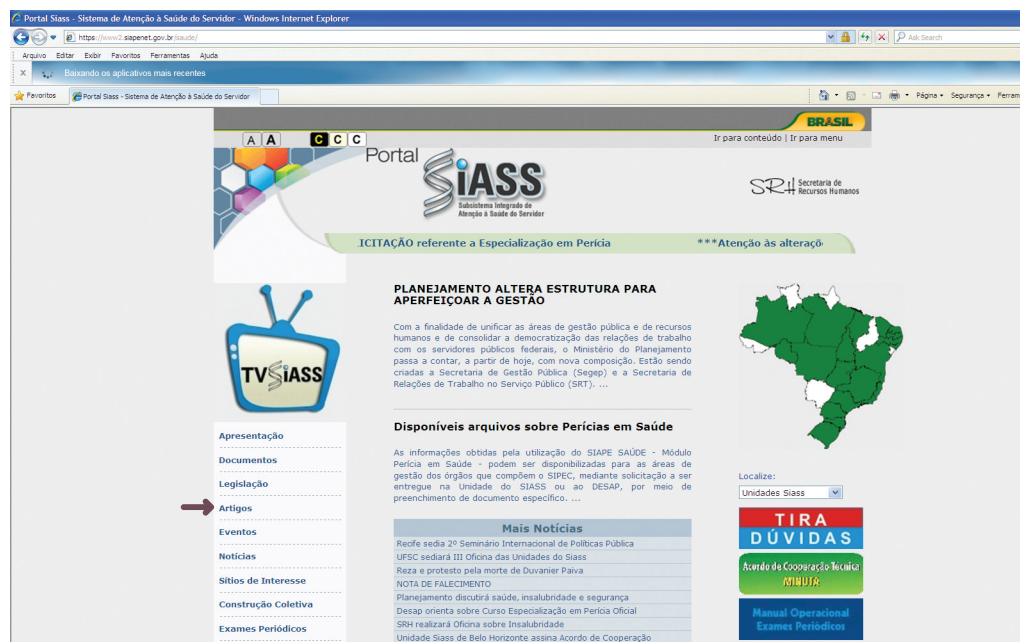 Portal Siass - Sistema de Atenção à Saúde do Servidor - Windows Internet Explorer
https://www2.siapenet.gov.br/saude/
Ask Search
Arquivo Editar Exibir Favoritos Ferramentas Ajuda
X Baixando os aplicativos mais recentes
Favoritos Portal Siass - Sistema de Atenção à Saúde do Servidor
Página Segurança Ferram
BRASIL
A A C C C
Ir para conteúdo | Ir para menu
Portal
SIASS
Subsistema Integrado de
Atenção à Saúde do Servidor
SRH Secretaria de
Recursos Humanos
ICITAÇÃO referente a Especialização em Perícia ***Atenção às alteraçõ
TV SIASS
Apresentação
Documentos
Legislação
Artigos
Eventos
Notícias
Sítios de Interesse
Construção Coletiva
Exames Periódicos
PLANEJAMENTO ALTERA ESTRUTURA PARA
APERFEIÇOAR A GESTÃO
Com a finalidade de unificar as áreas de gestão pública e de recursos
humanos e de consolidar a democratização das relações de trabalho
com os servidores públicos federais, o Ministério do Planejamento
passa a contar, a partir de hoje, com nova composição. Estão sendo
criadas a Secretaria de Gestão Pública (Segep) e a Secretaria de
Relações de Trabalho no Serviço Público (SRT). ...
Disponíveis arquivos sobre Perícias em Saúde
As informações obtidas pela utilização do SIAPE SAÚDE - Módulo
Perícia em Saúde - podem ser disponibilizadas para as áreas de
gestão dos órgãos que compõem o SIPEC, mediante solicitação a ser
entregue na Unidade do SIASS ou ao DESAP, por meio de
preenchimento de documento específico. ...
Mais Notícias
Recife sedia 2º Seminário Internacional de Políticas Pública
UFSC sediará III Oficina das Unidades do Siass
Reza e protesto pela morte de Duvanier Paiva
NOTA DE FALECIMENTO
Planejamento discutirá saúde, insalubridade e segurança
Desap orienta sobre Curso Especialização em Perícia Oficial
SRH realizará Oficina sobre Insalubridade
Unidade Siass de Belo Horizonte assina Acordo de Cooperação
Localize:
Unidades Siass
TIRA
DÚVIDAS
Acordo de Cooperação Técnica
MINUTA
Manual Operacional
Exames Periódicos